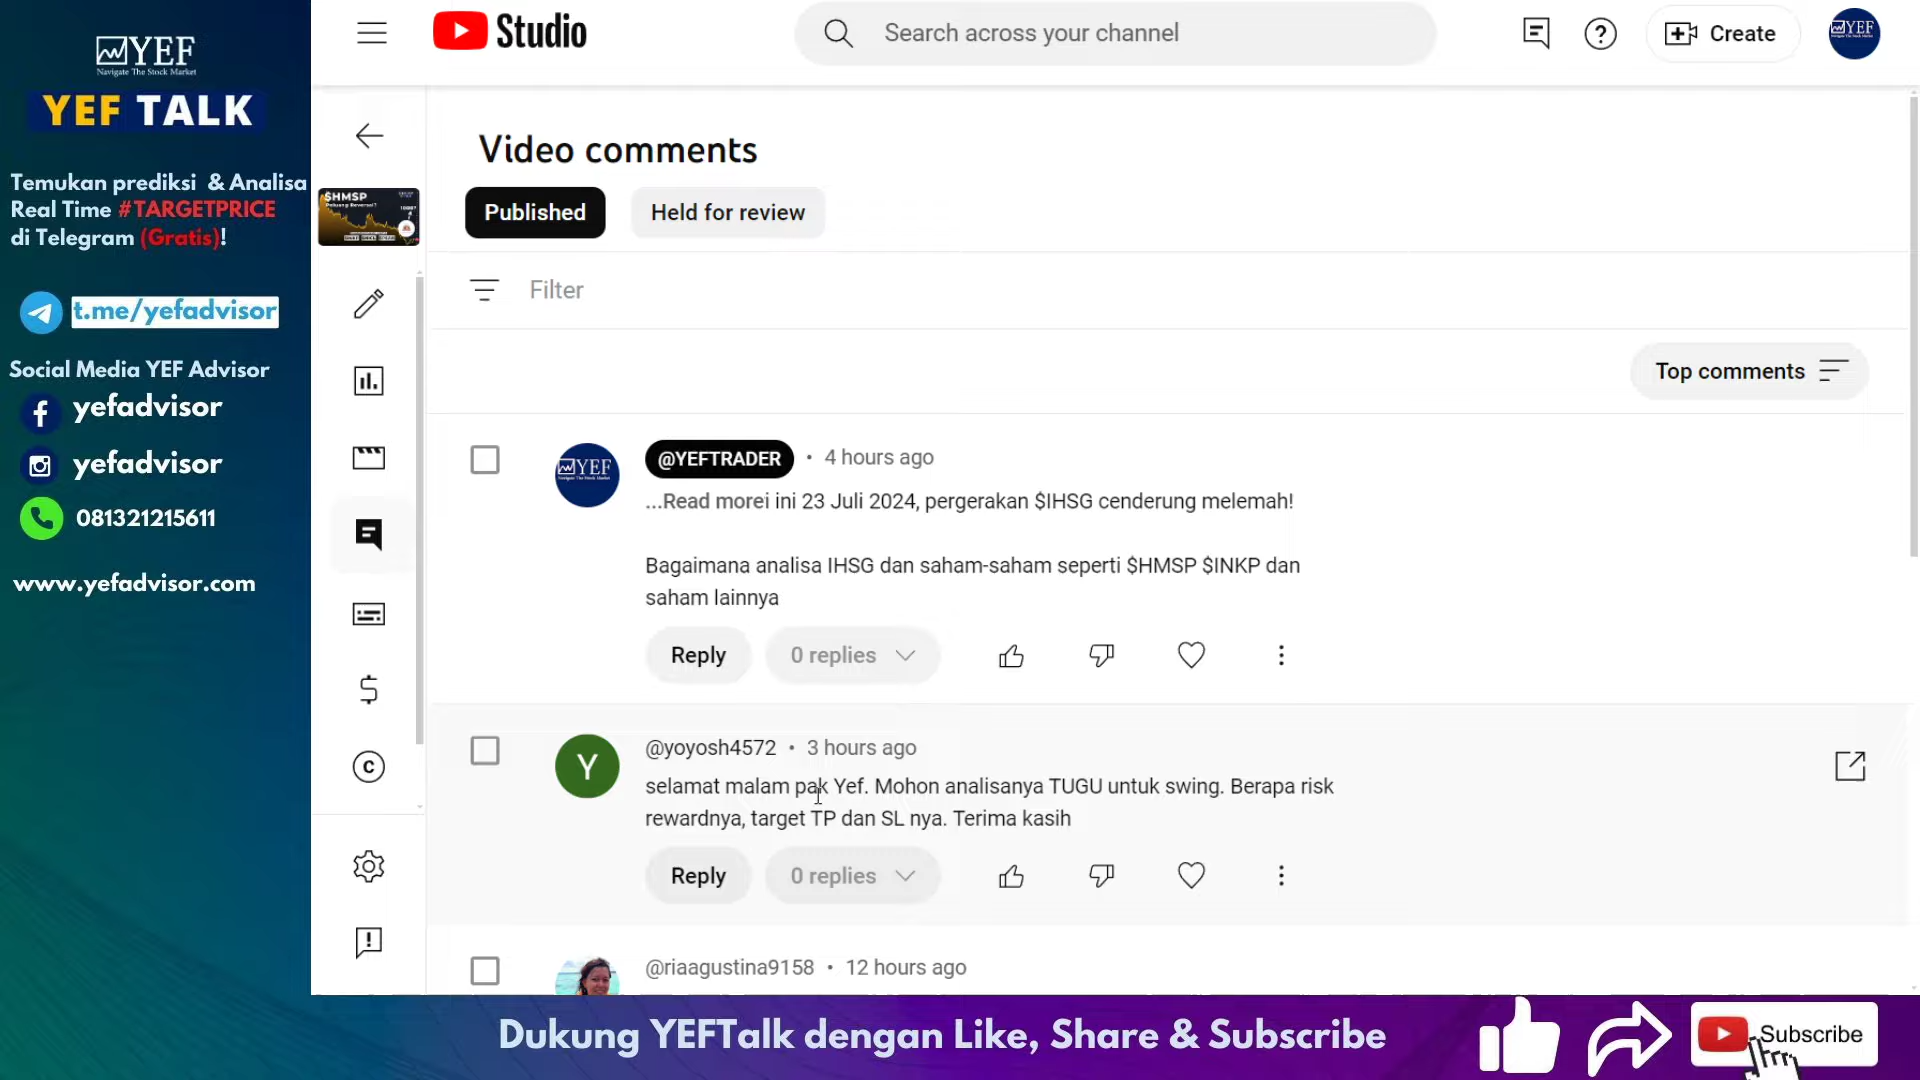 YEF
Navigate The Stock Market
YEF TALK
Temukan prediksi & Analisa
Real Time #TARGETPRICE
di Telegram (Gratis)!
t.me/yefadvisor
Social Media YEF Advisor
yefadvisor
yefadvisor
081321215611
www.yefadvisor.com
Studio
Search across your channel
Create
YEF
Video comments
$HMSP
Published
Held for review
Filter
Top comments
YEF
@YEFTRADER • 4 hours ago
...Read morei ini 23 Juli 2024, pergerakan $IHSG cenderung melemah!
Bagaimana analisa IHSG dan saham-saham seperti $HMSP $INKP dan
saham lainnya
Reply
0 replies
Y
@yoyosh4572 • 3 hours ago
selamat malam pak Yef. Mohon analisanya TUGU untuk swing. Berapa risk
rewardnya, target TP dan SL nya. Terima kasih
Reply
0 replies
@riaagustina9158 • 12 hours ago
Dukung YEFTalk dengan Like, Share & Subscribe
Subscribe